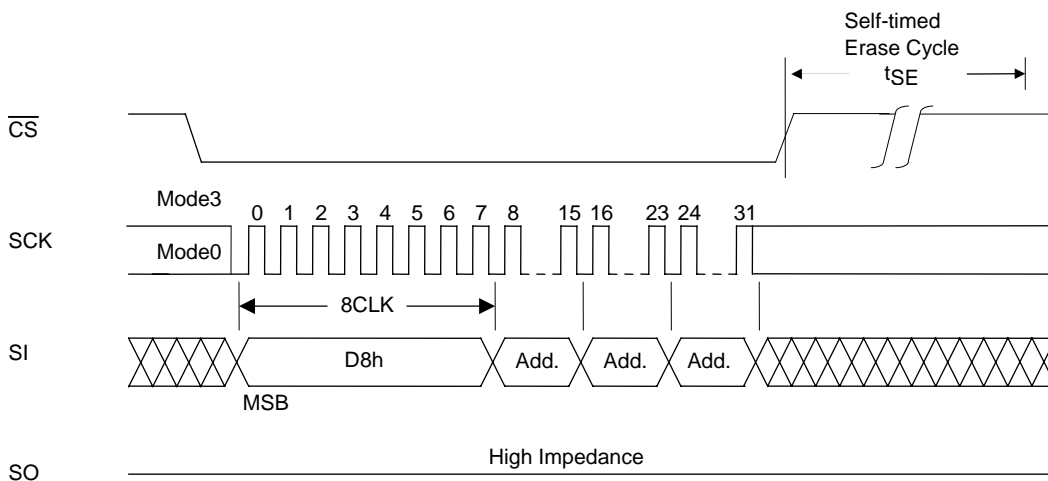 Self-timed
Erase Cycle
tSE
CS
Mode3
0 1 2 3 4 5 6 7 8 15 16 23 24 31
SCK
Mode0
8CLK
SI
D8h Add. Add. Add.
MSB
High Impedance
SO